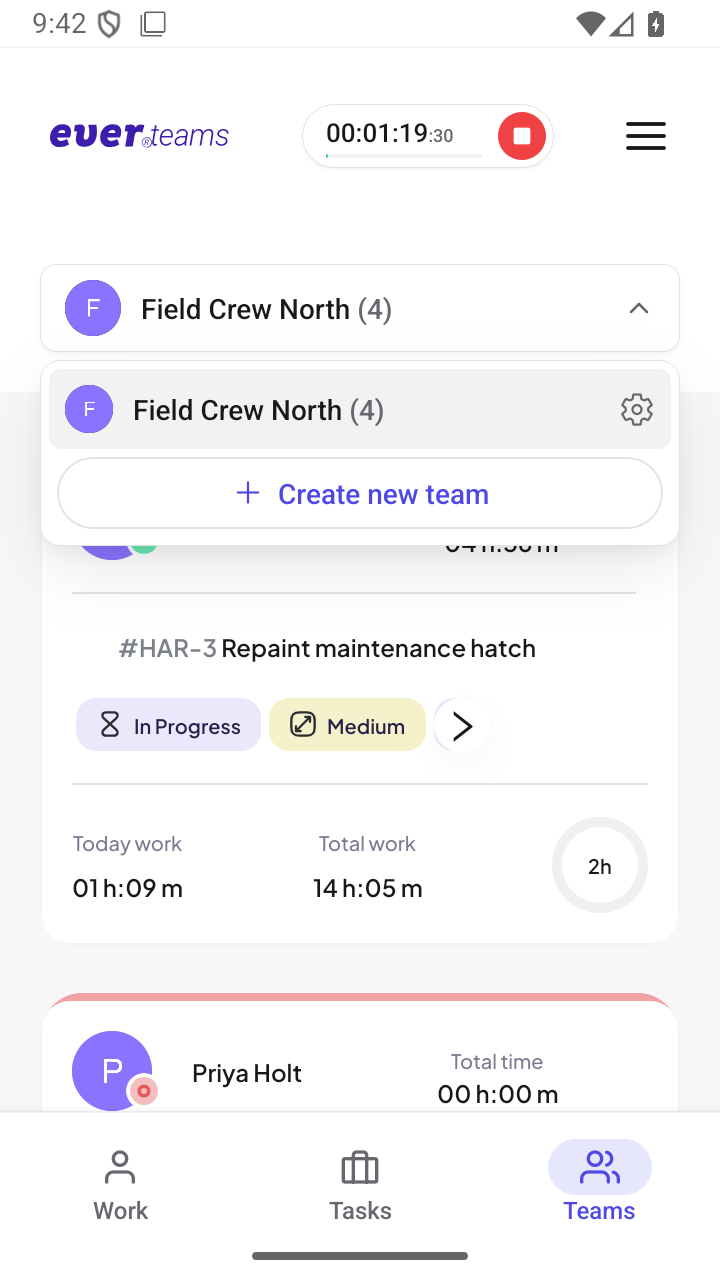 9:42
ever®teams
00:01:19:30
F Field Crew North (4)
F Field Crew North (4)
+ Create new team
04 h:30 m
#HAR-3 Repaint maintenance hatch
In Progress Medium
Today work Total work
01 h:09 m 14 h:05 m 2h
P Priya Holt Total time
00 h:00 m
Work Tasks Teams